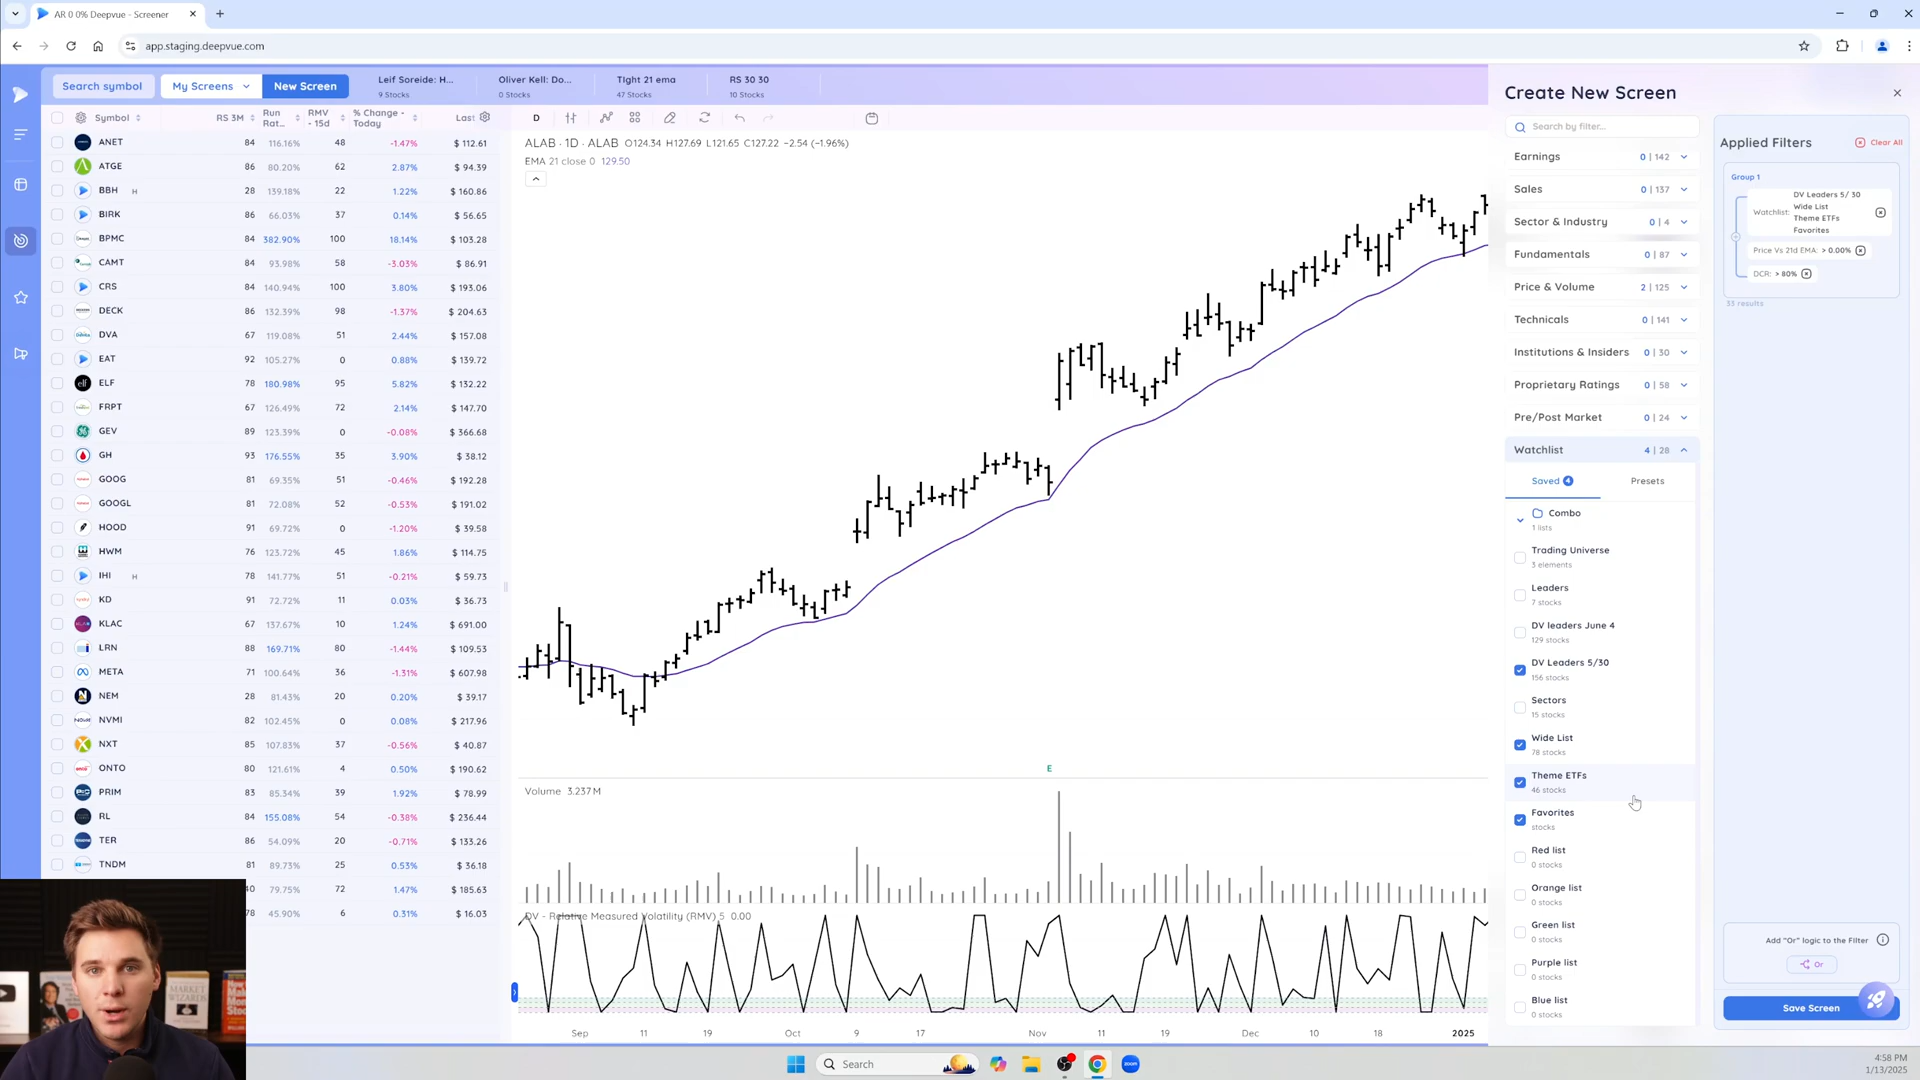 AR 0 0% Deepvue - Screener
app.staging.deepvue.com
Search symbol
My Screens
New Screen
Leif Soreide: H...
9 Stocks
Oliver Kell: Do...
0 Stocks
Tight 21 ema
47 Stocks
RS 30 30
10 Stocks
Symbol RS 3M Run Rat... RMV - 15d % Change - Today Last
ANET 84 116.16% 48 -1.47% $ 112.61
ATGE 86 80.20% 62 2.87% $ 94.39
BBH H 28 139.18% 22 1.22% $ 160.86
BIRK 86 66.03% 37 0.14% $ 56.65
BPMC 84 382.90% 100 18.14% $ 103.28
CAMT 84 93.98% 58 -3.03% $ 86.91
CRS 84 140.94% 100 3.80% $ 193.06
DECK 86 132.39% 98 -1.37% $ 204.63
DVA 67 119.08% 51 2.44% $ 157.08
EAT 92 105.27% 0 0.88% $ 139.72
ELF 78 180.98% 95 5.82% $ 132.22
FRPT 67 126.49% 72 2.14% $ 147.70
GEV 89 123.39% 0 -0.08% $ 366.68
GH 93 176.55% 35 3.90% $ 38.12
GOOG 81 69.35% 51 -0.46% $ 192.28
GOOGL 81 72.08% 52 -0.53% $ 191.02
HOOD 91 69.72% 0 -1.20% $ 39.58
HWM 76 123.72% 45 1.86% $ 114.75
IHI H 78 141.77% 51 -0.21% $ 59.73
KD 91 72.72% 11 0.03% $ 36.73
KLAC 67 137.67% 10 1.24% $ 691.00
LRN 88 169.71% 80 -1.44% $ 109.53
META 71 100.64% 36 -1.31% $ 607.98
NEM 28 81.43% 20 0.20% $ 39.17
NVMI 82 102.45% 0 0.08% $ 217.96
NXT 85 107.83% 37 -0.56% $ 40.87
ONTO 80 121.61% 4 0.50% $ 190.62
PRIM 83 85.34% 39 1.92% $ 78.99
RL 84 155.08% 54 -0.38% $ 236.44
TER 86 54.09% 20 -0.71% $ 133.26
TNDM 81 89.73% 25 0.53% $ 36.18
40 79.75% 72 1.47% $ 185.63
78 45.90% 6 0.31% $ 16.03
D
ALAB · 1D · ALAB O124.34 H127.69 L121.65 C127.22 −2.54 (−1.96%)
EMA 21 close 0 129.50
E
Volume 3.237 M
DV - Relative Measured Volatility (RMV) 5 0.00
Sep 11 19 Oct 9 17 Nov 11 19 Dec 10 18 2025
Create New Screen
Search by filter...
Earnings 0 | 142
Sales 0 | 137
Sector & Industry 0 | 4
Fundamentals 0 | 87
Price & Volume 2 | 125
Technicals 0 | 141
Institutions & Insiders 0 | 30
Proprietary Ratings 0 | 58
Pre/Post Market 0 | 24
Watchlist 4 | 28
Saved 4 Presets
Combo
1 lists
Trading Universe
3 elements
Leaders
7 stocks
DV leaders June 4
129 stocks
DV Leaders 5/30
156 stocks
Sectors
15 stocks
Wide List
78 stocks
Theme ETFs
46 stocks
Favorites
stocks
Red list
0 stocks
Orange list
0 stocks
Green list
0 stocks
Purple list
0 stocks
Blue list
0 stocks
Applied Filters
Clear All
Group 1
Watchlist: DV Leaders 5/ 30
Wide List
Theme ETFs
Favorites
Price Vs 21d EMA: > 0.00%
DCR: > 80%
33 results
Add "Or" logic to the Filter
Or
Save Screen
MARKET
WIZARDS
Search
zoom
4:58 PM
1/13/2025